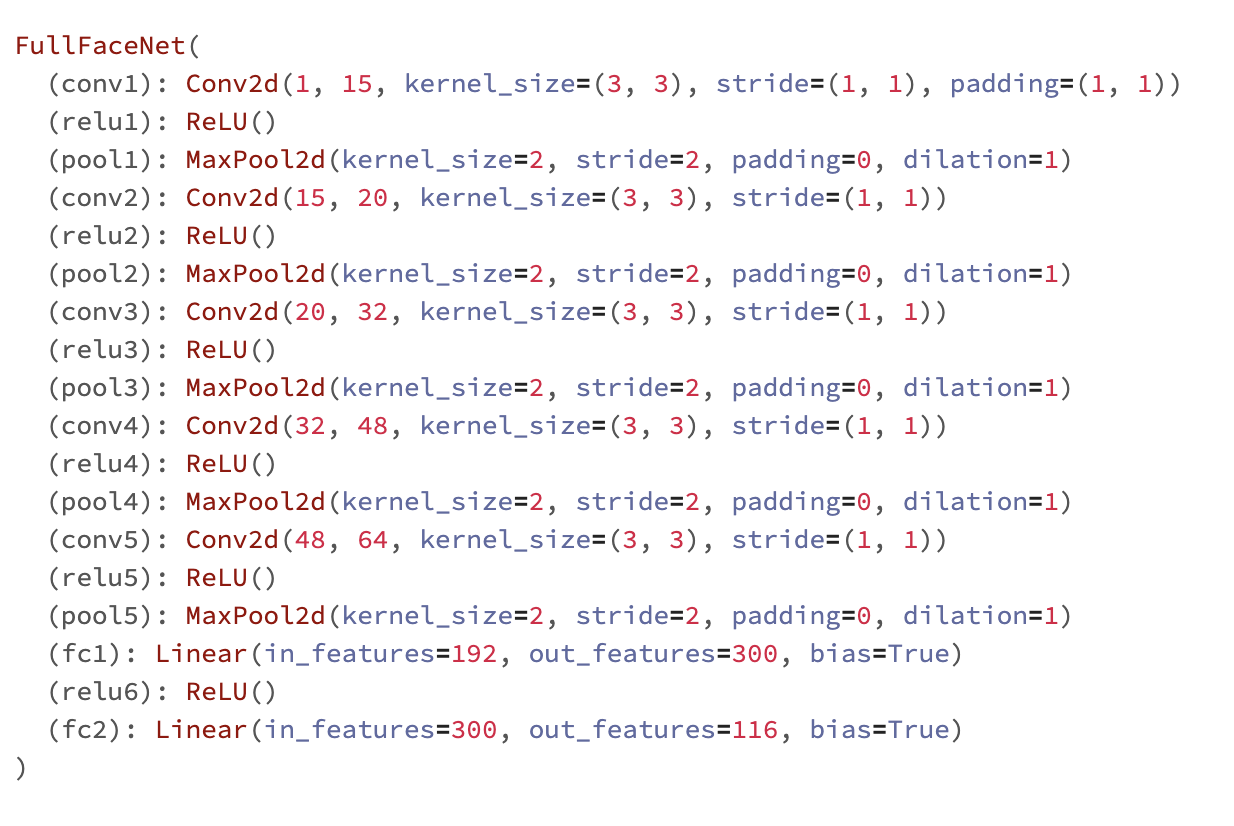 FullFaceNet(
  (conv1): Conv2d(1, 15, kernel_size=(3, 3), stride=(1, 1), padding=(1, 1))
  (relu1): ReLU()
  (pool1): MaxPool2d(kernel_size=2, stride=2, padding=0, dilation=1)
  (conv2): Conv2d(15, 20, kernel_size=(3, 3), stride=(1, 1))
  (relu2): ReLU()
  (pool2): MaxPool2d(kernel_size=2, stride=2, padding=0, dilation=1)
  (conv3): Conv2d(20, 32, kernel_size=(3, 3), stride=(1, 1))
  (relu3): ReLU()
  (pool3): MaxPool2d(kernel_size=2, stride=2, padding=0, dilation=1)
  (conv4): Conv2d(32, 48, kernel_size=(3, 3), stride=(1, 1))
  (relu4): ReLU()
  (pool4): MaxPool2d(kernel_size=2, stride=2, padding=0, dilation=1)
  (conv5): Conv2d(48, 64, kernel_size=(3, 3), stride=(1, 1))
  (relu5): ReLU()
  (pool5): MaxPool2d(kernel_size=2, stride=2, padding=0, dilation=1)
  (fc1): Linear(in_features=192, out_features=300, bias=True)
  (relu6): ReLU()
  (fc2): Linear(in_features=300, out_features=116, bias=True)
)